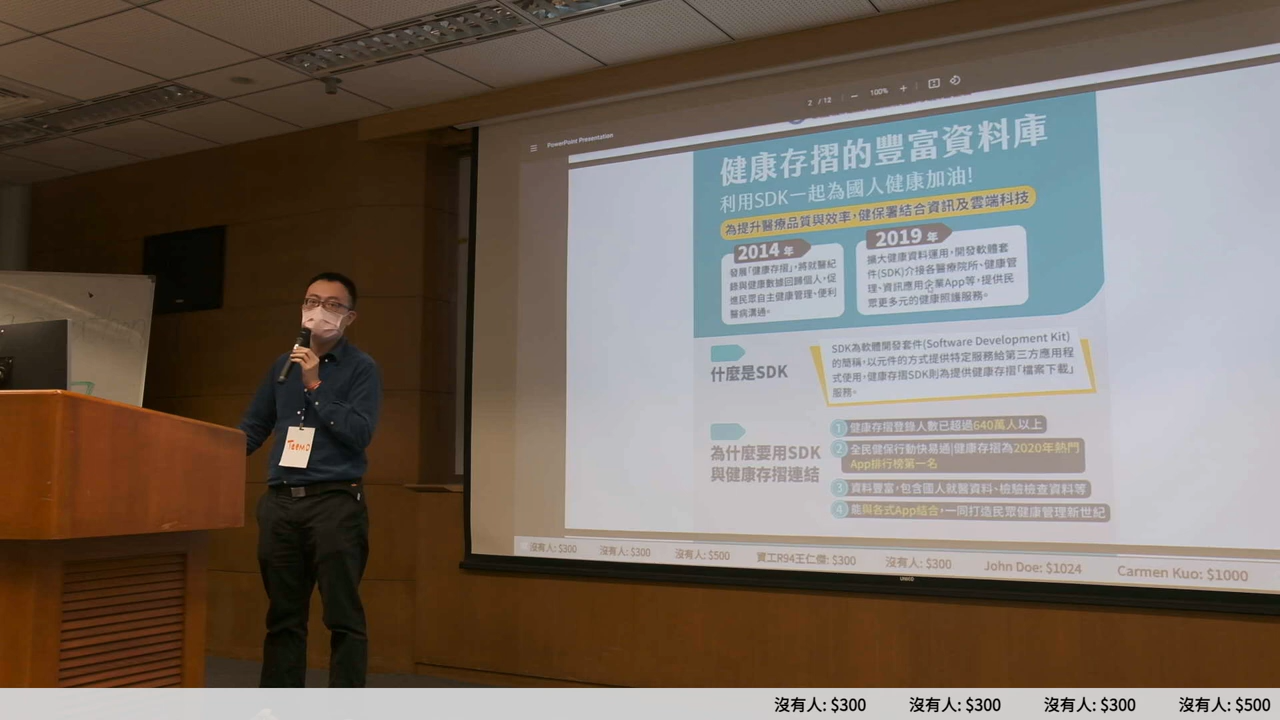 2 / 12 — 100% +
PowerPoint Presentation
健康存摺的豐富資料庫
利用SDK一起為國人健康加油!
為提升醫療品質與效率,健保署結合資訊及雲端科技
2014 年
發展「健康存摺」,將就醫紀
錄與健康數據回歸個人,促
進民眾自主健康管理、便利
醫病溝通。
2019 年
擴大健康資料運用,開發軟體套
件(SDK)介接各醫療院所、健康管
理、資訊應用企業App等,提供民
眾更多元的健康照護服務。
什麼是SDK
SDK為軟體開發套件(Software Development Kit)
的簡稱,以元件的方式提供特定服務給第三方應用程
式使用,健康存摺SDK則為提供健康存摺「檔案下載」
服務。
為什麼要用SDK
與健康存摺連結
1 健康存摺登錄人數已超過640萬人以上
2 全民健保行動快易通|健康存摺為2020年熱門
App排行榜第一名
3 資料豐富,包含國人就醫資料、檢驗檢查資料等
4 能與各式App結合,一同打造民眾健康管理新世紀
沒有人: $300 沒有人: $300 沒有人: $500 資工R94王仁傑: $300 沒有人: $300 John Doe: $1024 Carmen Kuo: $1000
沒有人: $300 沒有人: $300 沒有人: $300 沒有人: $500